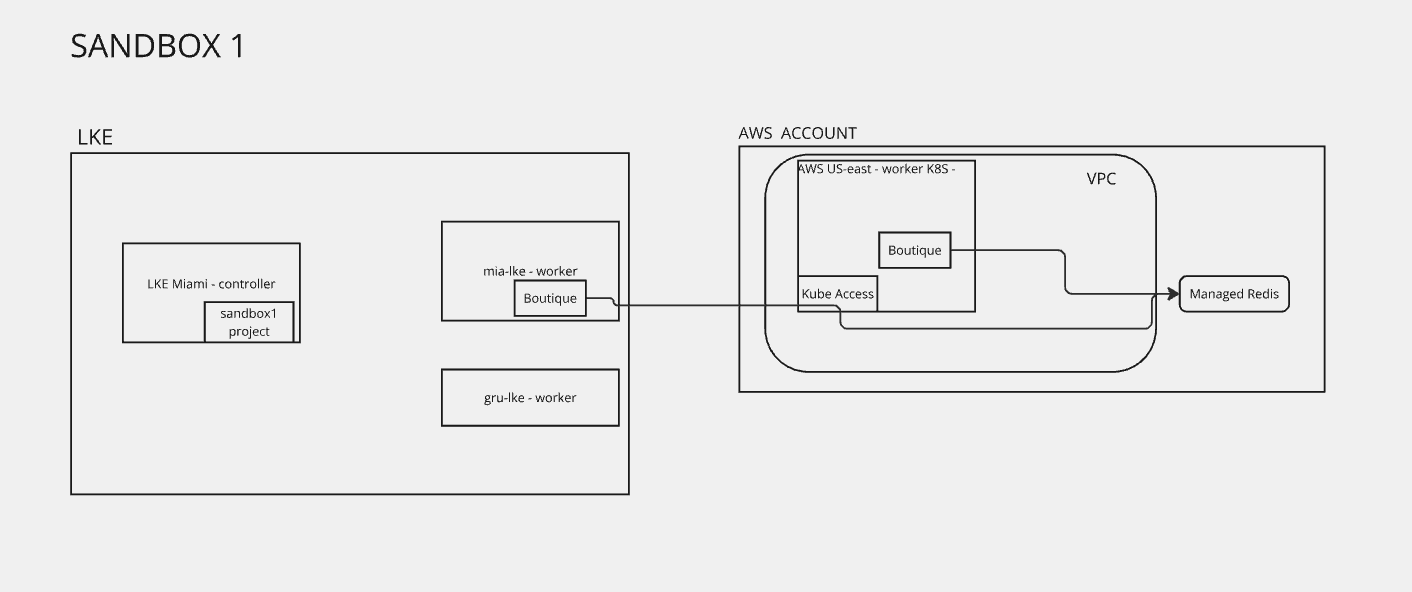 SANDBOX 1
LKE
LKE Miami - controller
sandbox1
project
mia-lke - worker
Boutique
gru-lke - worker
AWS ACCOUNT
AWS US-east - worker K8S -
VPC
Boutique
Kube Access
Managed Redis